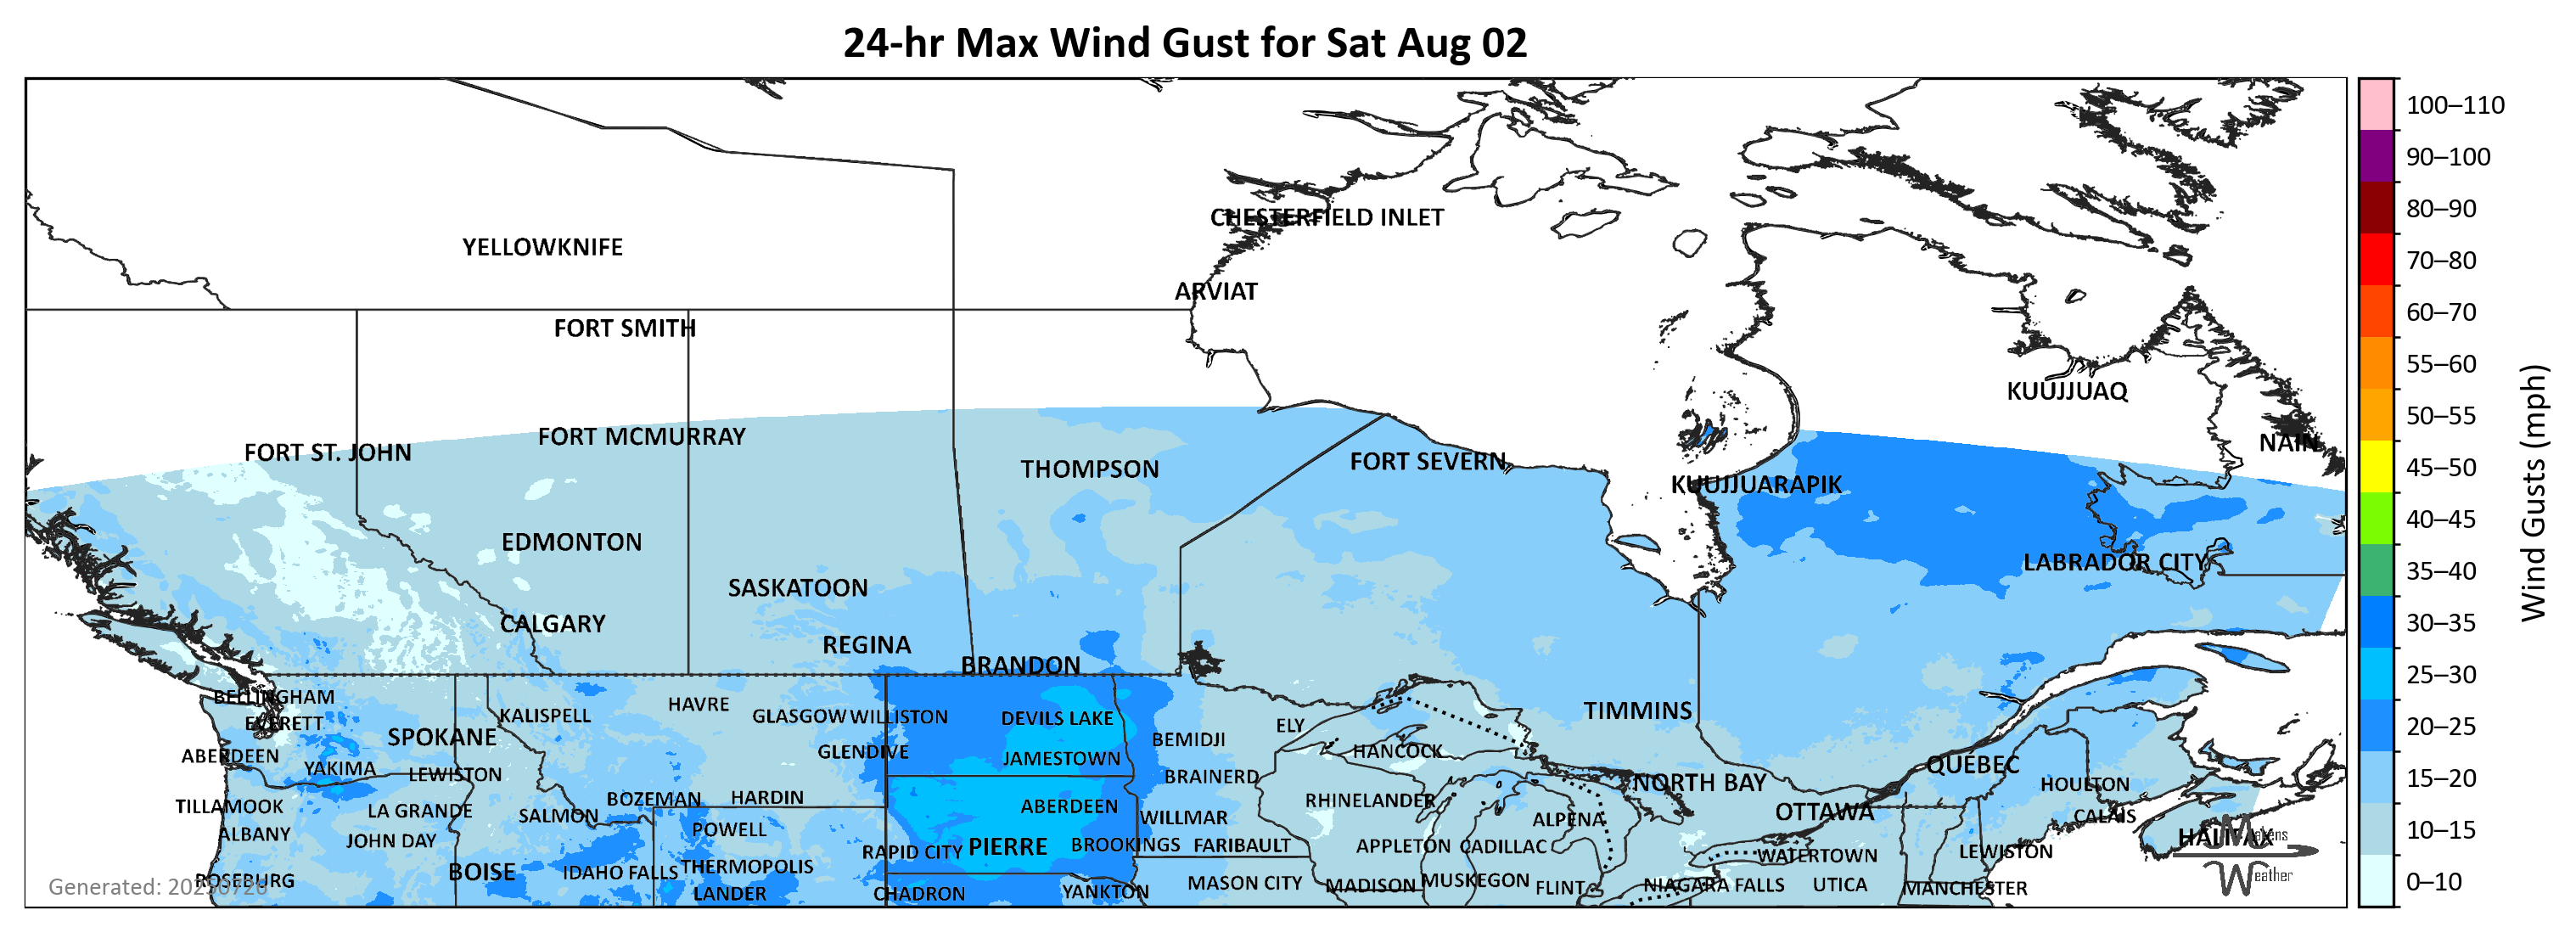 24-hr Max Wind Gust for Sat Aug 02
100–110
90–100
80–90
70–80
60–70
55–60
50–55
45–50
40–45
35–40
30–35
25–30
20–25
15–20
10–15
0–10
Wind Gusts (mph)
CHESTERFIELD INLET
YELLOWKNIFE
ARVIAT
FORT SMITH
KUUJJUAQ
FORT MCMURRAY
NAIN
FORT ST. JOHN
THOMPSON
FORT SEVERN
KUUJJUARAPIK
EDMONTON
LABRADOR CITY
SASKATOON
CALGARY
REGINA
BRANDON
BELLINGHAM
HAVRE
EVERETT
KALISPELL
GLASGOW
WILLISTON
DEVILS LAKE
ELY
TIMMINS
SPOKANE
BEMIDJI
ABERDEEN
GLENDIVE
JAMESTOWN
HANCOCK
YAKIMA
LEWISTON
BRAINERD
QUÉBEC
NORTH BAY
HOULTON
TILLAMOOK
LA GRANDE
SALMON
BOZEMAN
HARDIN
ABERDEEN
WILLMAR
RHINELANDER
ALPENA
OTTAWA
CALAIS
ALBANY
JOHN DAY
POWELL
HALIFAX
RAPID CITY
PIERRE
BROOKINGS
FARIBAULT
APPLETON
CADILLAC
WATERTOWN
LEWISTON
BOISE
IDAHO FALLS
THERMOPOLIS
ROSEBURG
LANDER
CHADRON
YANKTON
MASON CITY
MADISON
MUSKEGON
FLINT
NIAGARA FALLS
UTICA
MANCHESTER
Generated: 20250726
Makens
Weather